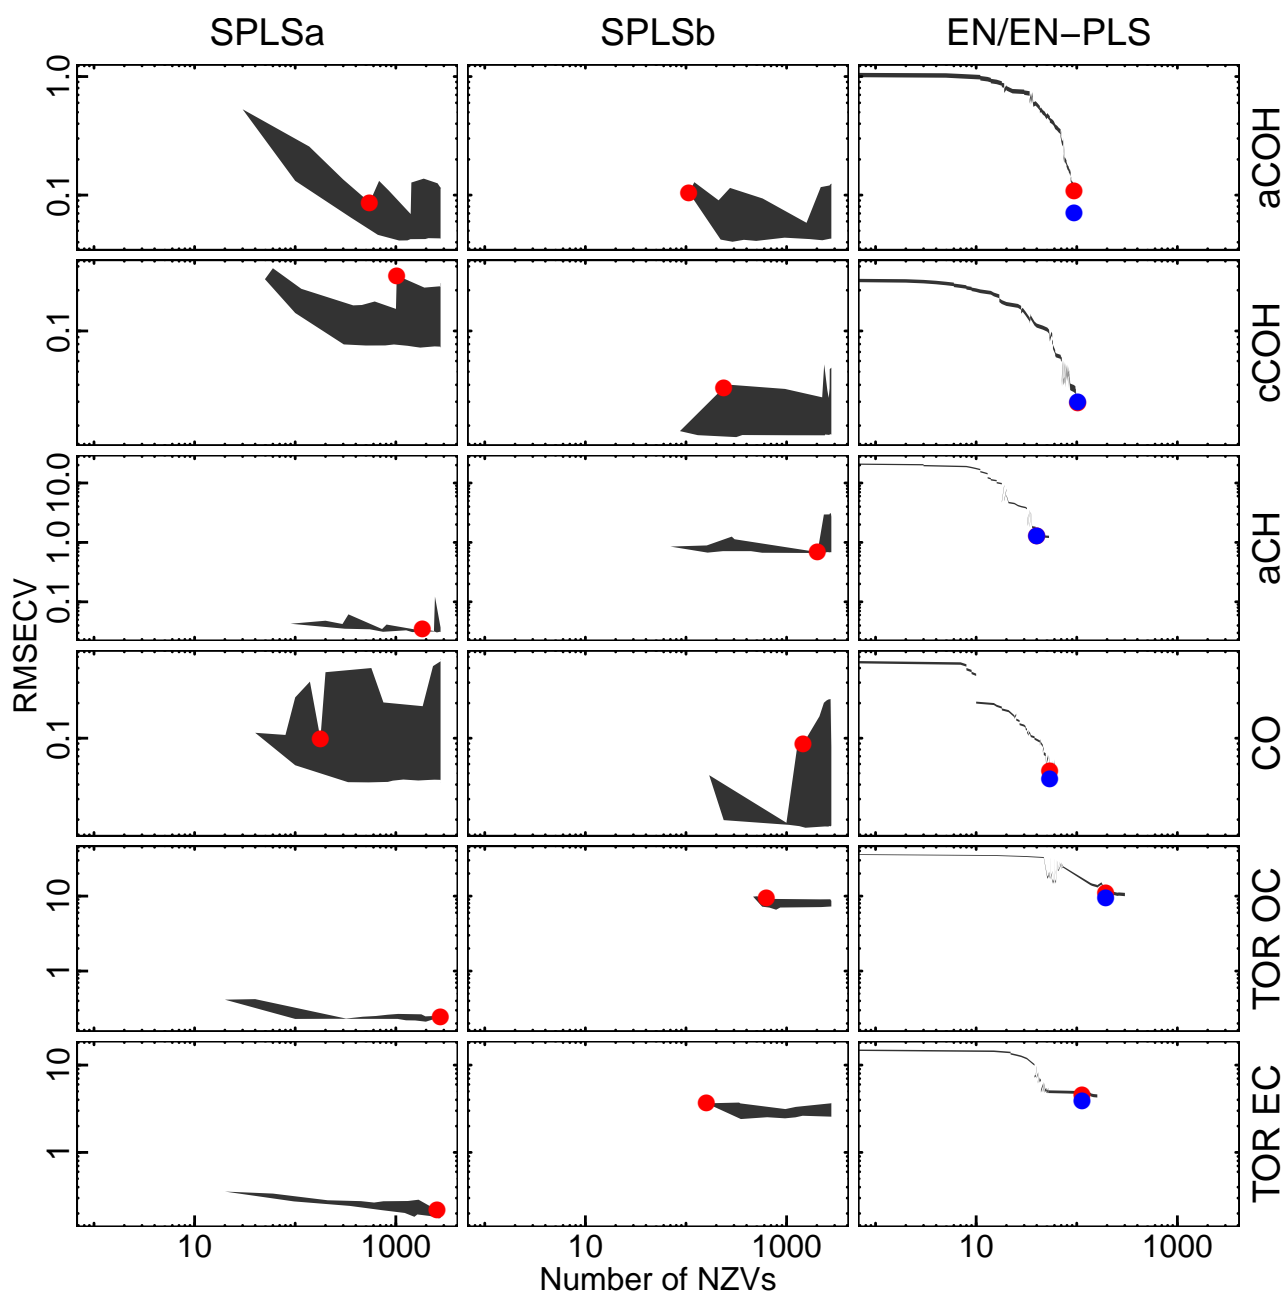 SPLSa SPLSb EN/EN−PLS
1.0
0.1
aCOH
0.1
cCOH
10.0
1.0
0.1
aCH
RMSECV
0.1
CO
10
1
TOR OC
10
1
TOR EC
10 1000 10 1000 10 1000
Number of NZVs